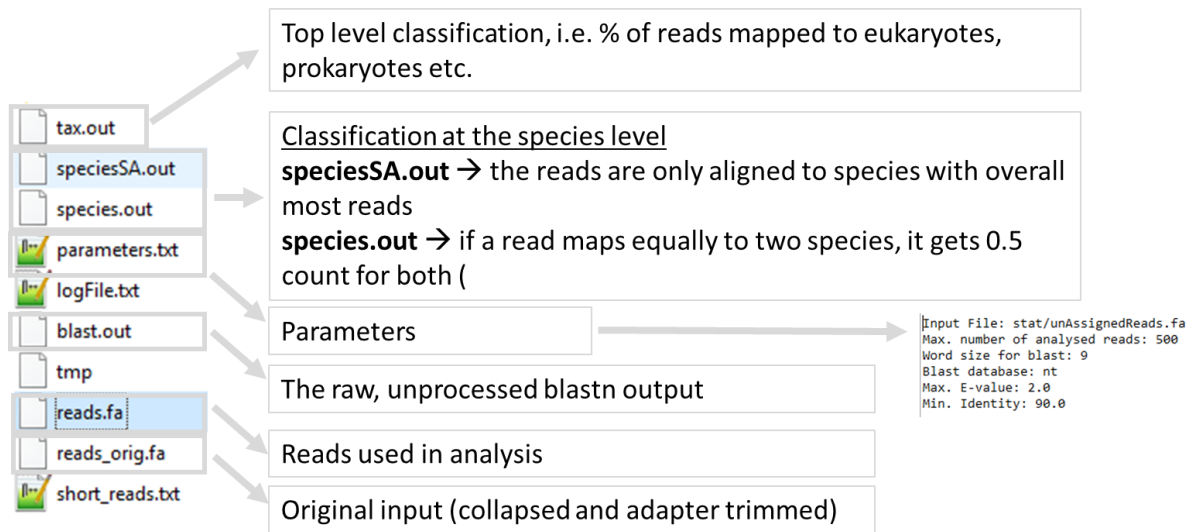 Top level classification, i.e. % of reads mapped to eukaryotes,
prokaryotes etc.
tax.out
speciesSA.out
species.out
parameters.txt
logFile.txt
blast.out
tmp
reads.fa
reads_orig.fa
short_reads.txt
Classification at the species level
speciesSA.out → the reads are only aligned to species with overall
most reads
species.out → if a read maps equally to two species, it gets 0.5
count for both (
Parameters
The raw, unprocessed blastn output
Reads used in analysis
Original input (collapsed and adapter trimmed)
Input File: stat/unAssignedReads.fa
Max. number of analysed reads: 500
Word size for blast: 9
Blast database: nt
Max. E-value: 2.0
Min. Identity: 90.0